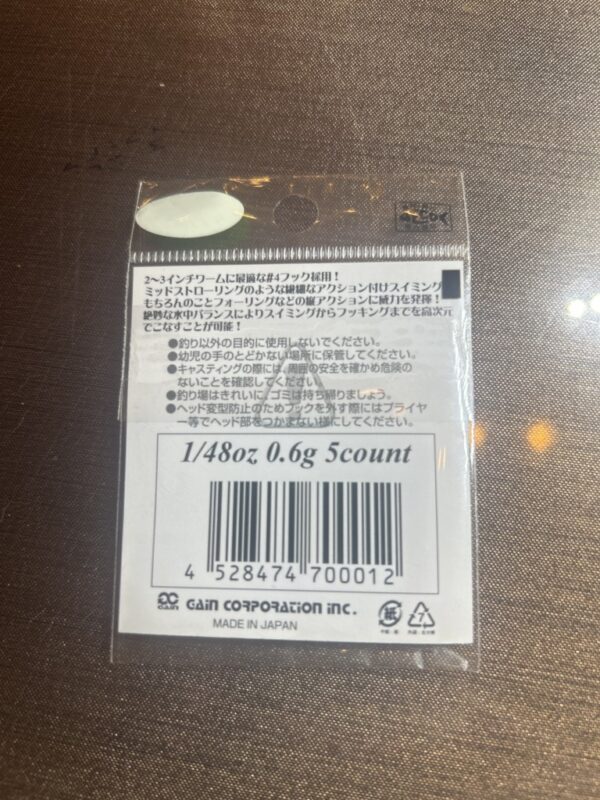 2〜3インチワームに最適な#4フック採用!
ミッドストローリングのような繊細なアクション付けスイミング
もちろんのことフォーリングなどの縦アクションに威力を発揮!
絶妙な水中バランスによりスイミングからフッキングまでを高次元
でこなすことが可能!
●釣り以外の目的に使用しないでください。
●幼児の手のとどかない場所に保管してください。
●キャスティングの際には、周囲の安全を確かめ危険の
ないことを確認してください。
●釣り場はきれいに、ゴミは持ち帰りましょう。
●ヘッド変型防止のためフックを外す際にはプライヤ
ー等でヘッド部をつかまない様にしてください。
1/48oz 0.6g 5count
4 528474 700012
GAIN GAIN CORPORATION INC.
MADE IN JAPAN
紙
7